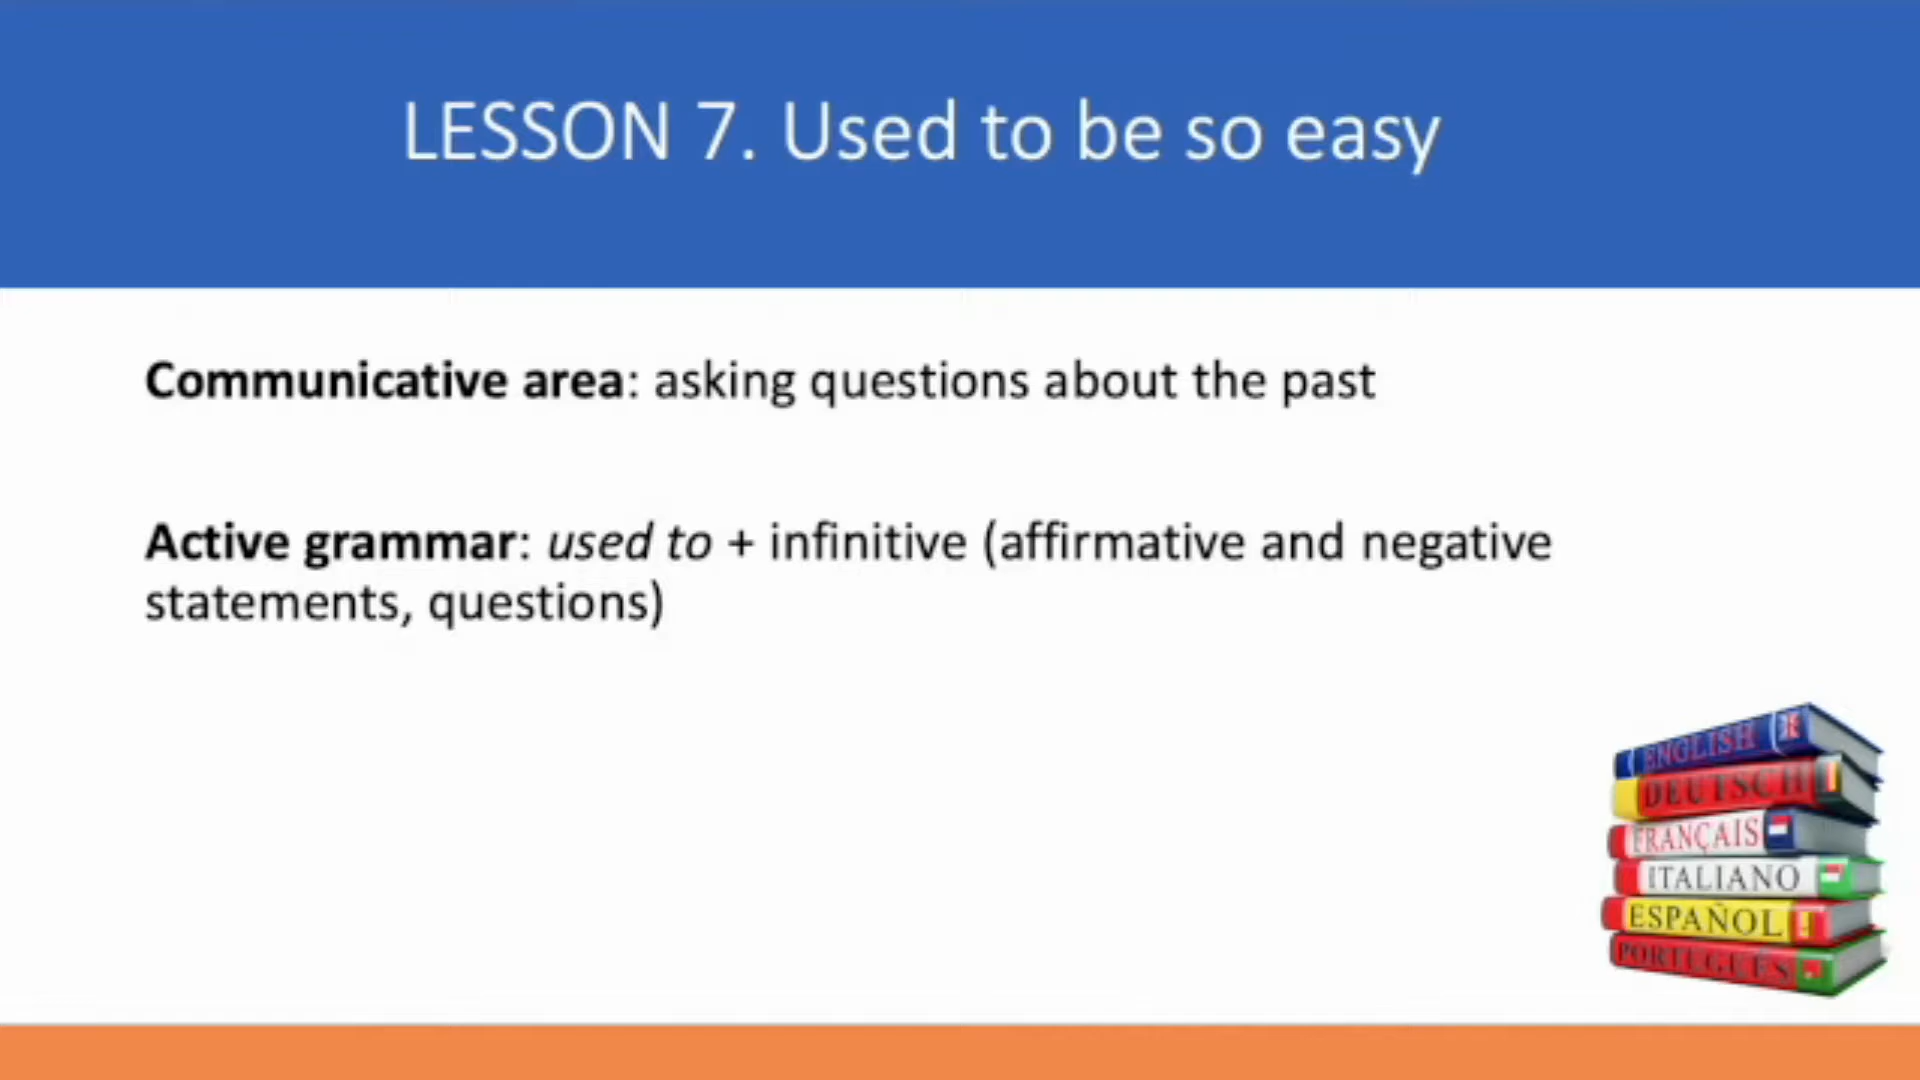 LESSON 7. Used to be so easy
Communicative area: asking questions about the past
Active grammar: used to + infinitive (affirmative and negative
statements, questions)
ENGLISH
DEUTSCH
FRANÇAIS
ITALIANO
ESPAÑOL
PORTUGUÊS